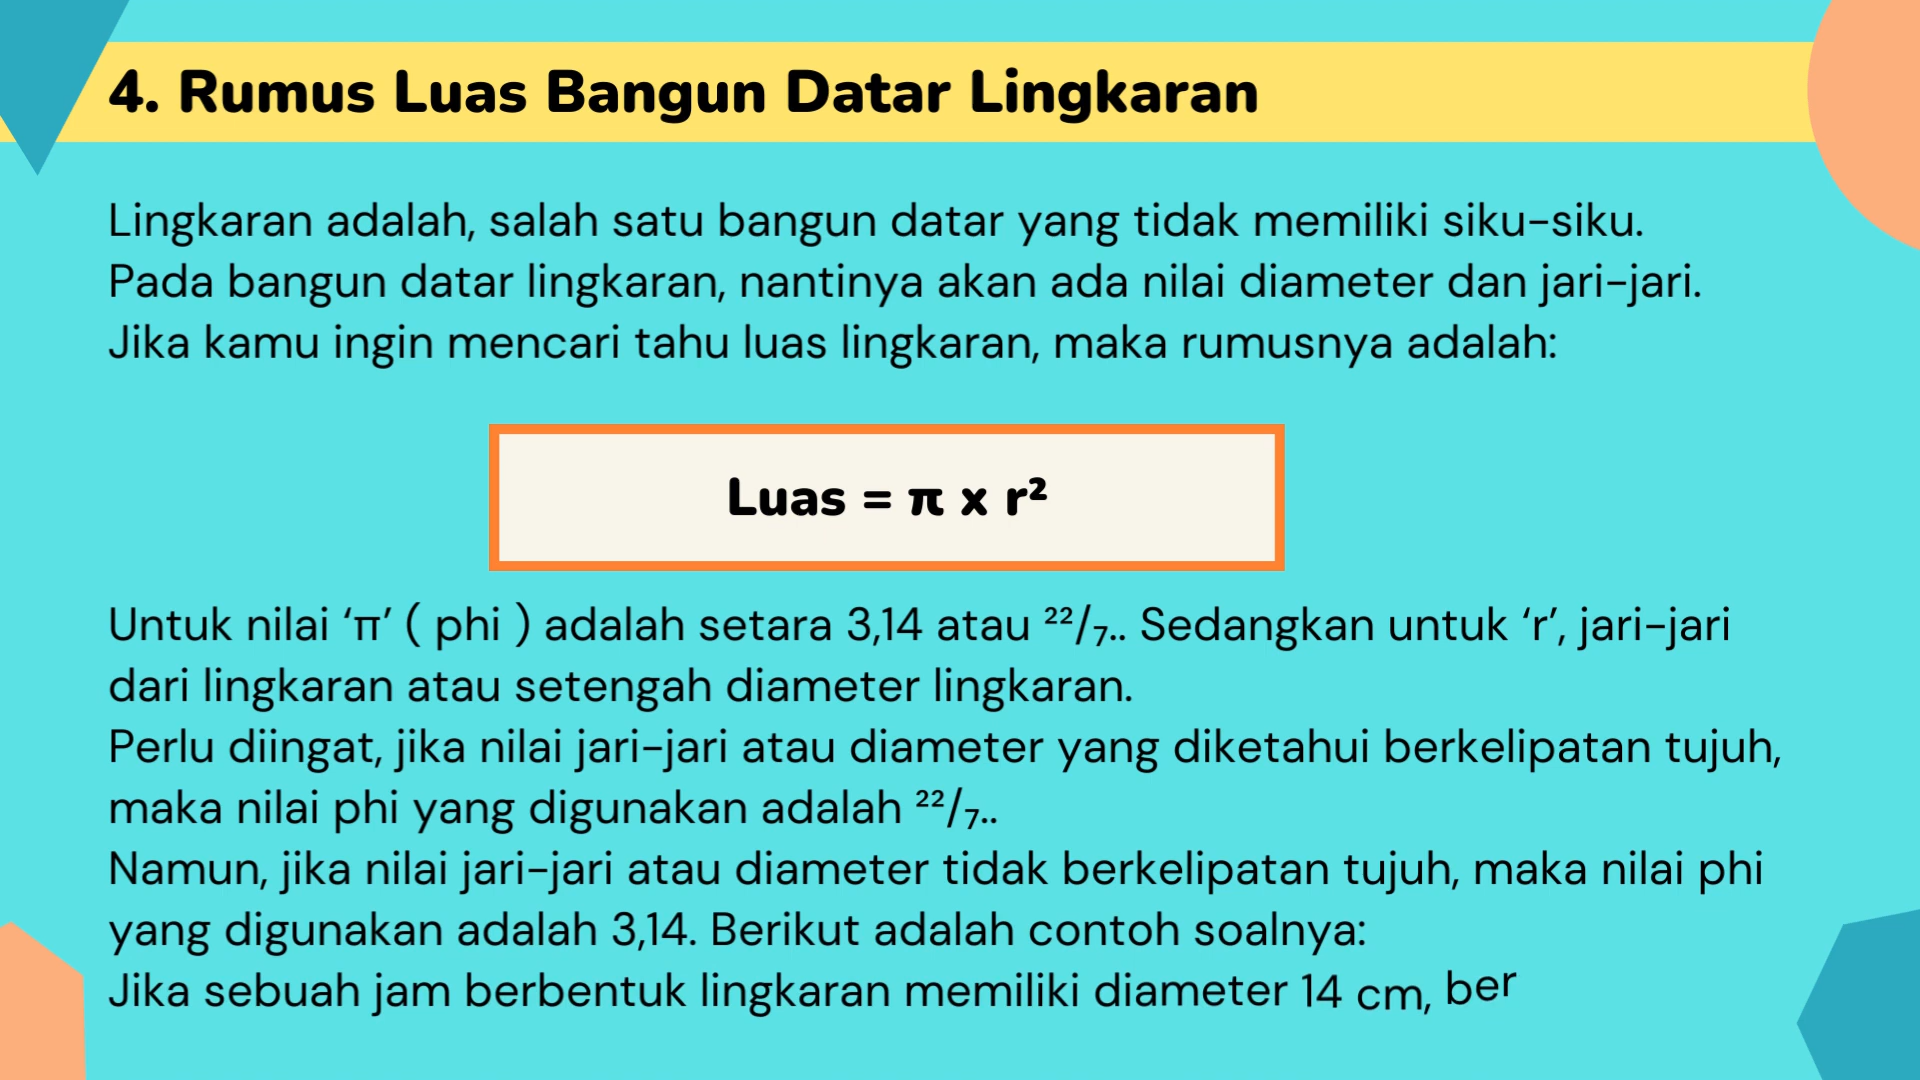 4. Rumus Luas Bangun Datar Lingkaran
Lingkaran adalah, salah satu bangun datar yang tidak memiliki siku-siku.
Pada bangun datar lingkaran, nantinya akan ada nilai diameter dan jari-jari.
Jika kamu ingin mencari tahu luas lingkaran, maka rumusnya adalah:
Luas = π x r²
Untuk nilai ‘π’ ( phi ) adalah setara 3,14 atau ²²/₇.. Sedangkan untuk ‘r’, jari-jari
dari lingkaran atau setengah diameter lingkaran.
Perlu diingat, jika nilai jari-jari atau diameter yang diketahui berkelipatan tujuh,
maka nilai phi yang digunakan adalah ²²/₇..
Namun, jika nilai jari-jari atau diameter tidak berkelipatan tujuh, maka nilai phi
yang digunakan adalah 3,14. Berikut adalah contoh soalnya:
Jika sebuah jam berbentuk lingkaran memiliki diameter 14 cm, ber